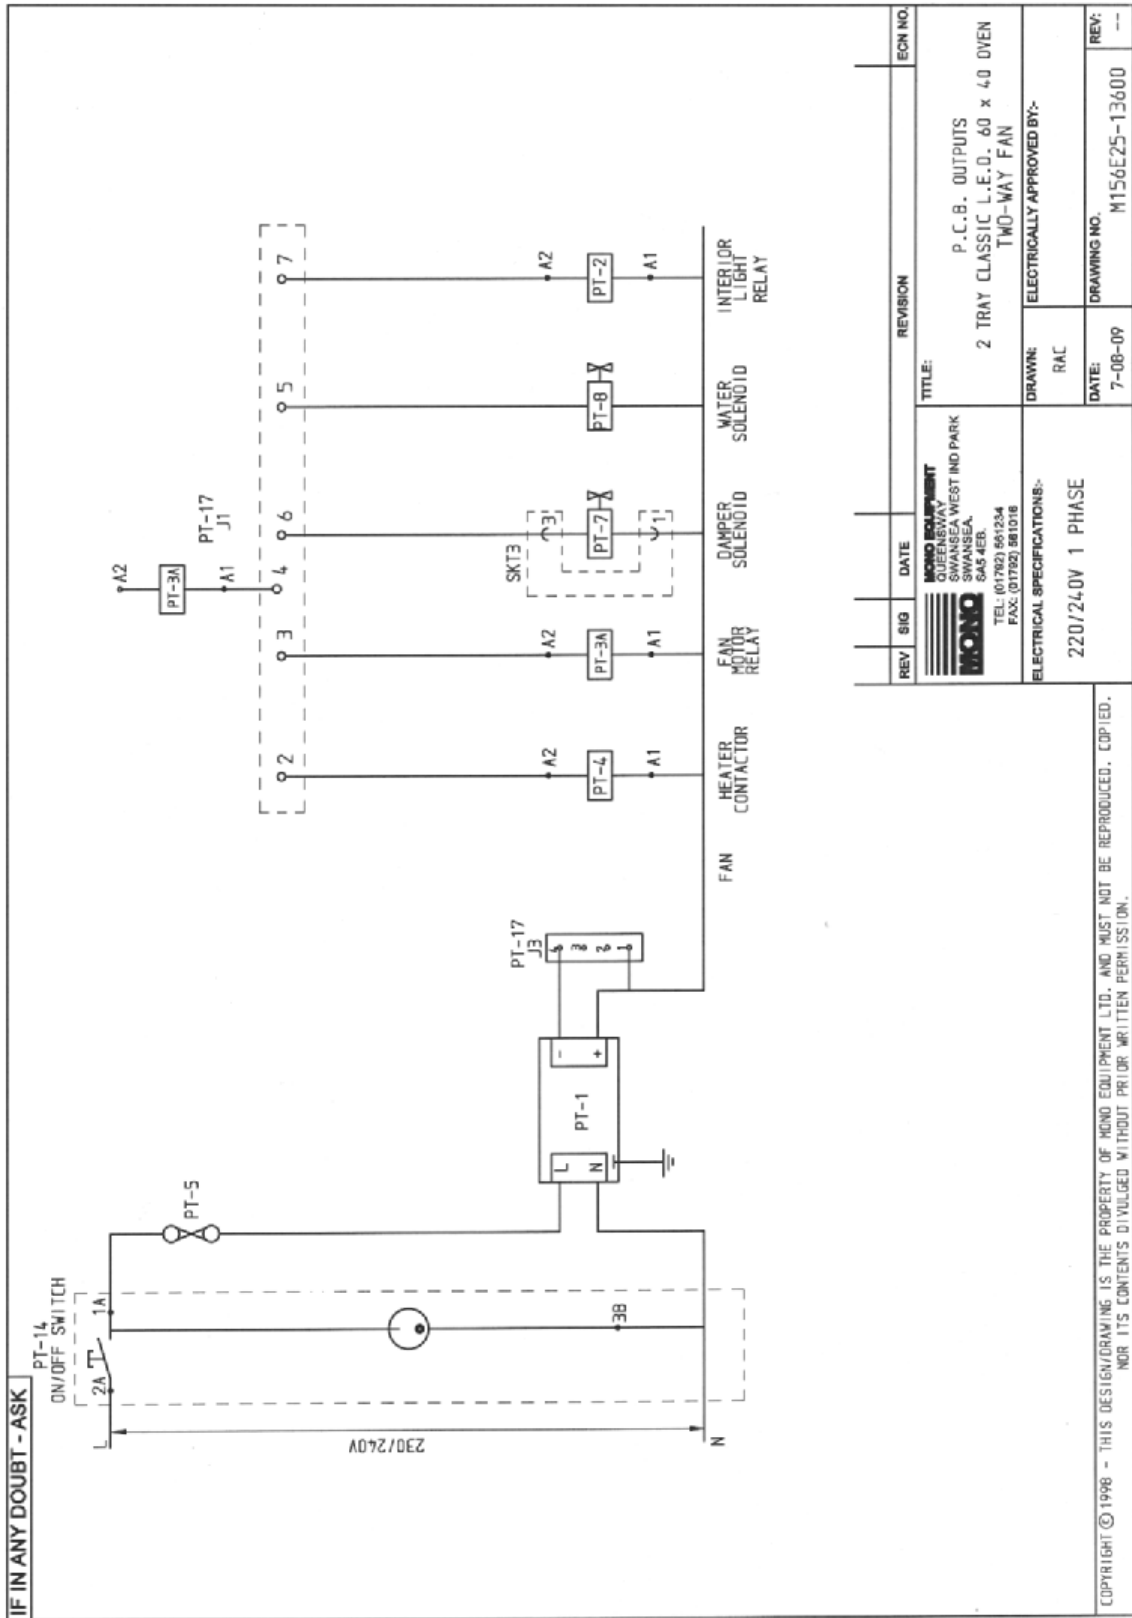 IF IN ANY DOUBT - ASK
PT-14
ON/OFF SWITCH
L
2A
1A
230/240V
3B
N
PT-5
L
N
PT-1
-
+
PT-17
J3
4
3
2
1
FAN
PT-17
J1
A2
PT-3A
A1
2
3
4
6
5
7
A2
PT-4
A1
HEATER
CONTACTOR
A2
PT-3A
A1
FAN
MOTOR
RELAY
SKT3
3
PT-7
1
DAMPER
SOLENOID
PT-8
WATER
SOLENOID
A2
PT-2
A1
INTERIOR
LIGHT
RELAY
REV SIG DATE REVISION ECN NO.
MONO
MONO EQUIPMENT
QUEENSWAY
SWANSEA WEST IND PARK
SWANSEA.
SA5 4EB.
TEL: (01792) 561234
FAX: (01792) 561016
TITLE:
P.C.B. OUTPUTS
2 TRAY CLASSIC L.E.D. 60 x 40 OVEN
TWO-WAY FAN
ELECTRICAL SPECIFICATIONS:-
220/240V 1 PHASE
DRAWN:
RAC
ELECTRICALLY APPROVED BY:-
DATE:
7-08-09
DRAWING NO.
M156E25-13600
REV:
--
COPYRIGHT © 1998 - THIS DESIGN/DRAWING IS THE PROPERTY OF MONO EQUIPMENT LTD. AND MUST NOT BE REPRODUCED. COPIED.
NOR ITS CONTENTS DIVULGED WITHOUT PRIOR WRITTEN PERMISSION.